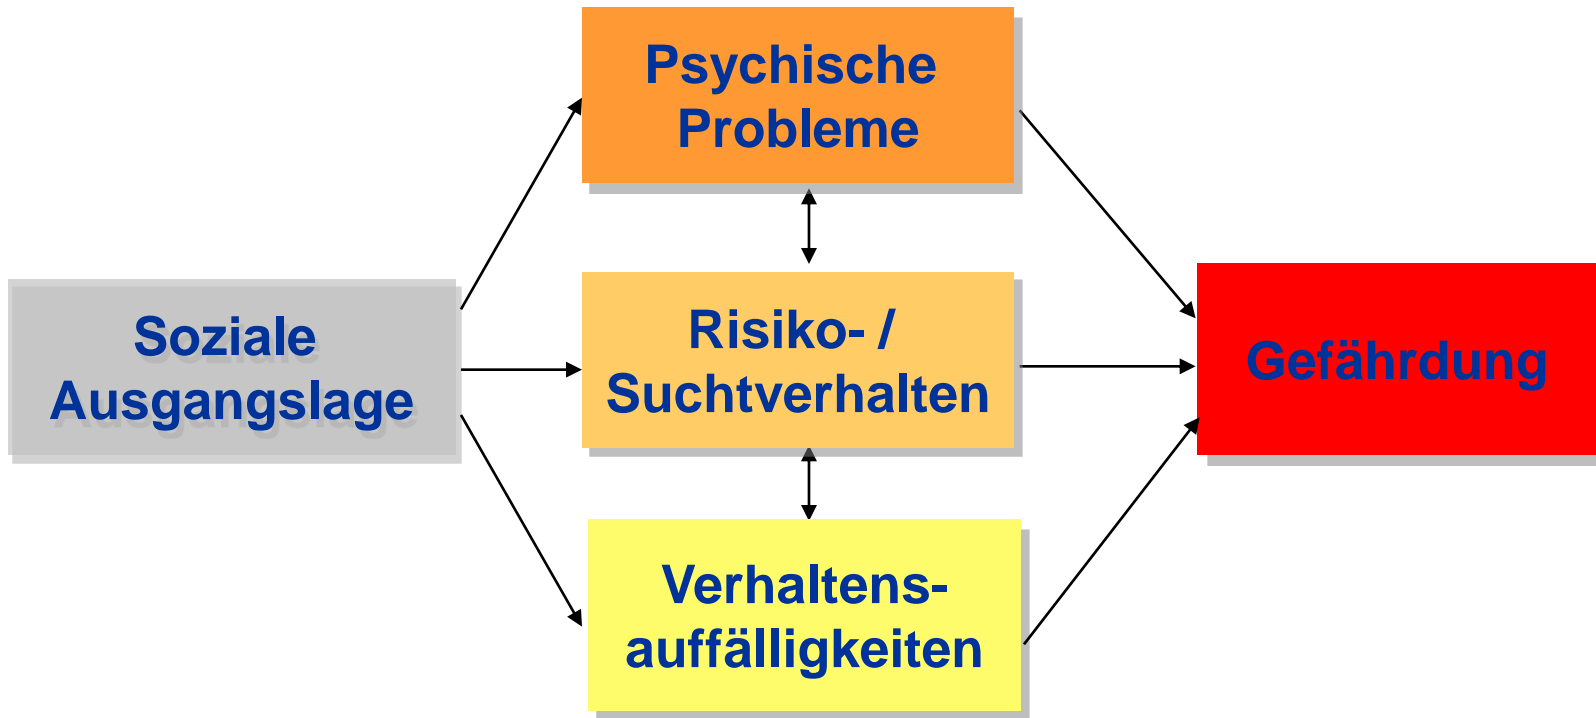 Psychische
Probleme
Soziale
Ausgangslage
Risiko- /
Suchtverhalten
Gefährdung
Verhaltens-
auffälligkeiten